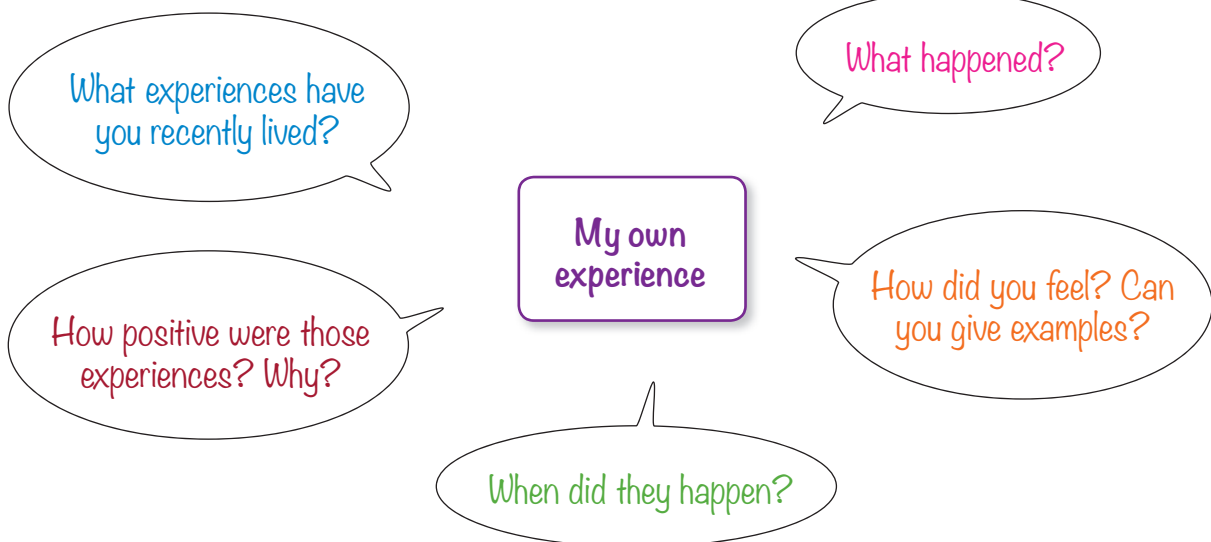 What experiences have
you recently lived?
What happened?
My own
experience
How positive were those
experiences? Why?
How did you feel? Can
you give examples?
When did they happen?